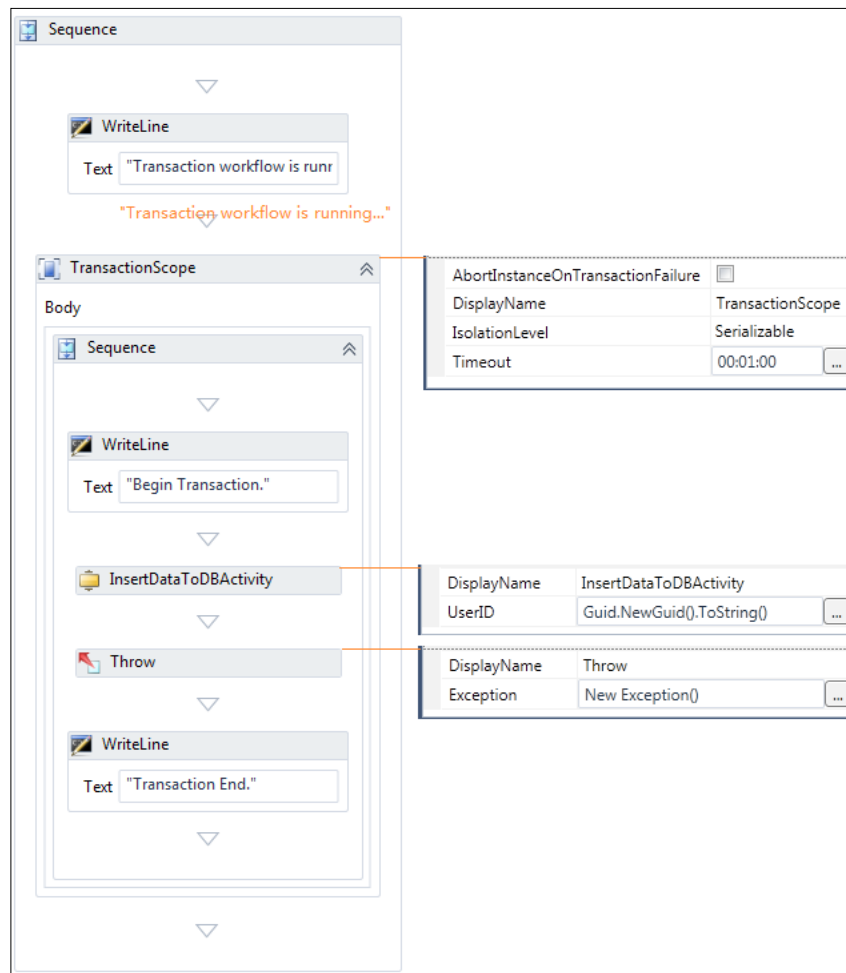 Sequence
WriteLine
Text "Transaction workflow is runr
"Transaction workflow is running..."
TransactionScope
AbortInstanceOnTransactionFailure
DisplayName TransactionScope
IsolationLevel Serializable
Timeout 00:01:00 ...
Body
Sequence
WriteLine
Text "Begin Transaction."
InsertDataToDBActivity
DisplayName InsertDataToDBActivity
UserID Guid.NewGuid().ToString() ...
Throw
DisplayName Throw
Exception New Exception() ...
WriteLine
Text "Transaction End."